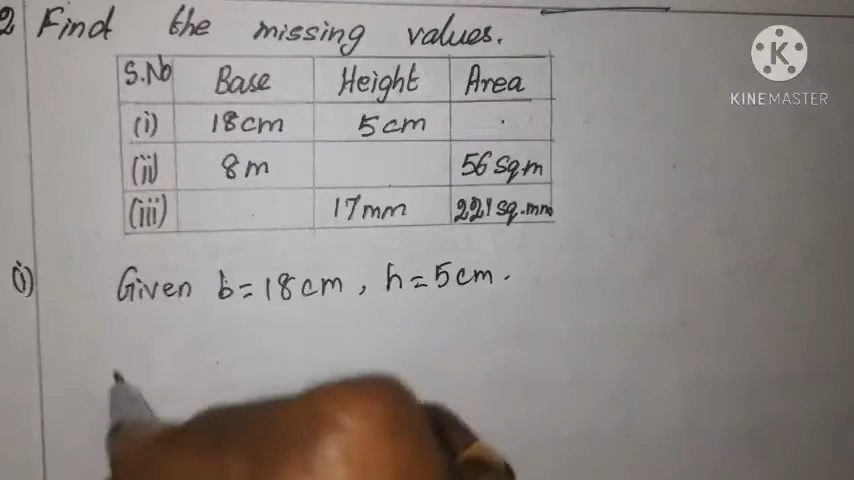 2 Find the missing values.
KINEMASTER
S.No Base Height Area
(i) 18cm 5cm
(ii) 8m 56 Sq.m
(iii) 17mm 221 sq.mm
(i) Given b=18cm, h=5cm.